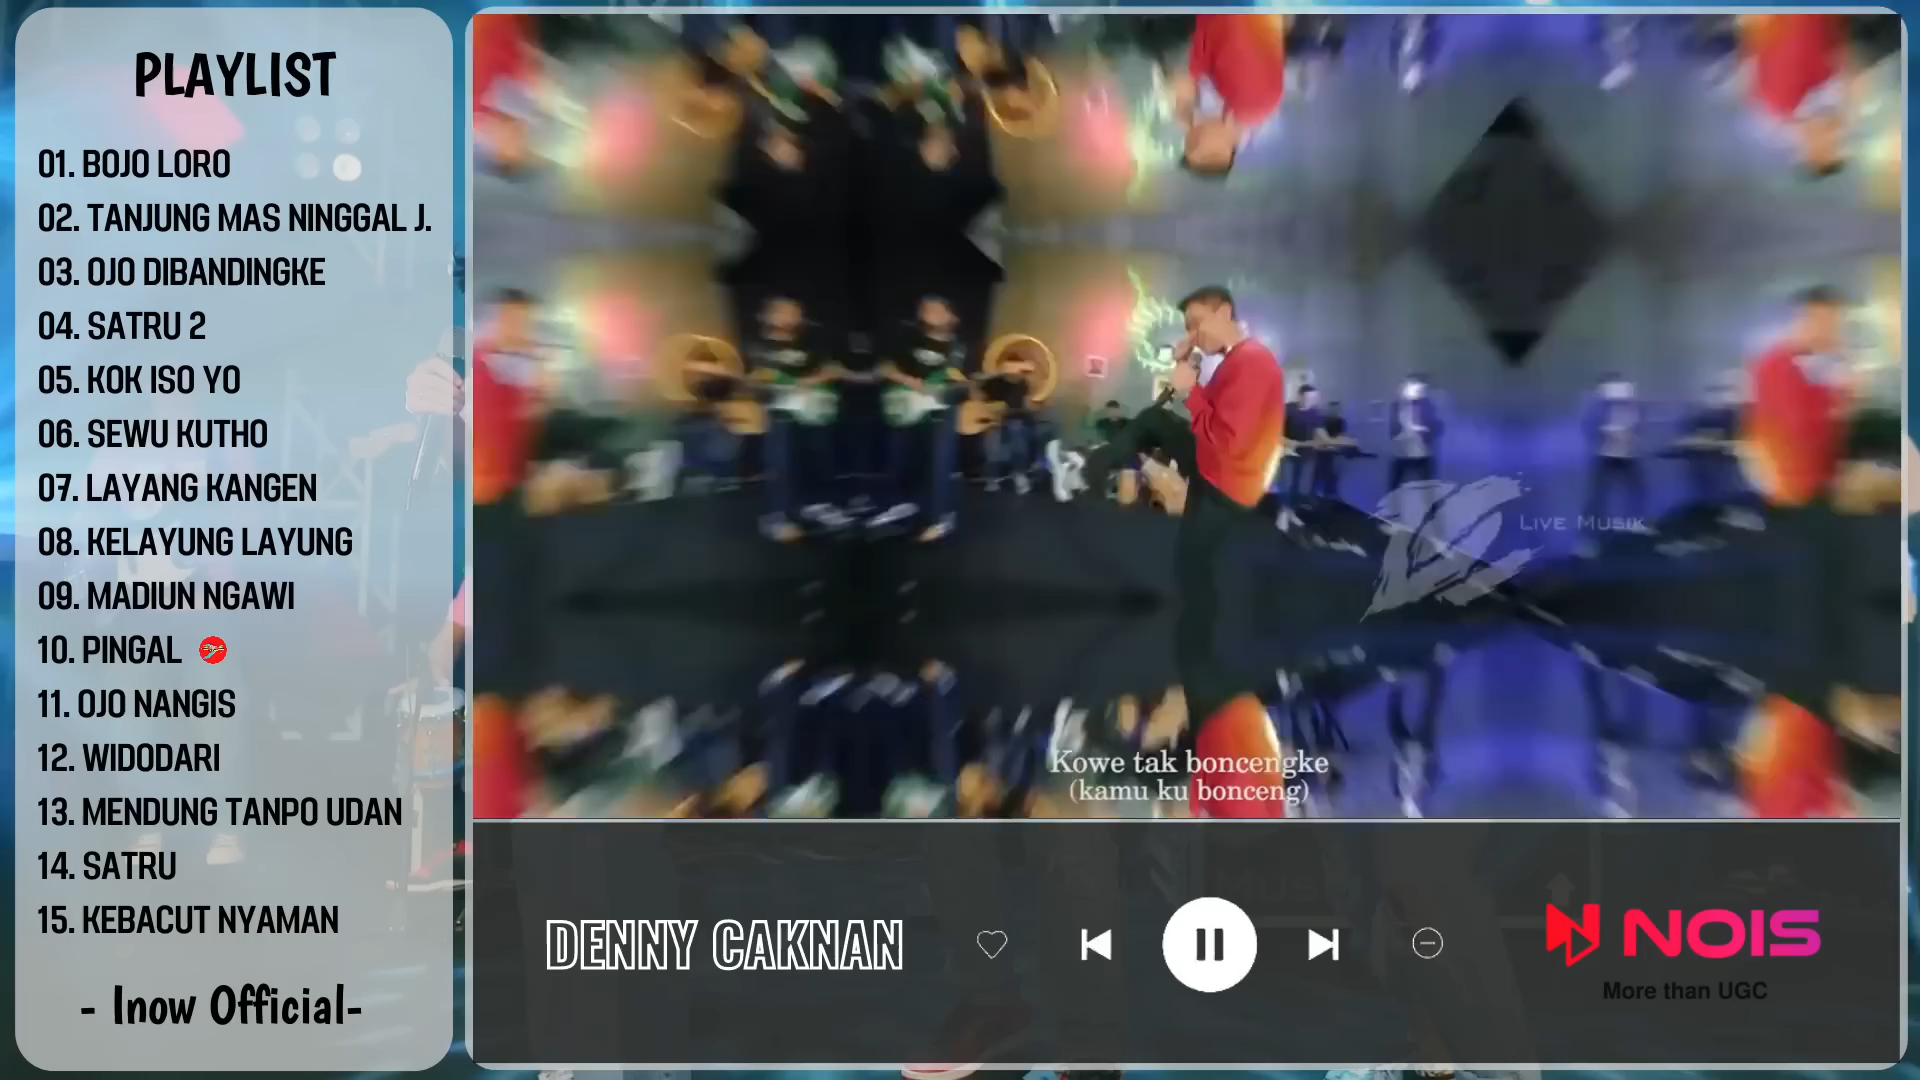 PLAYLIST
01. BOJO LORO
02. TANJUNG MAS NINGGAL J.
03. OJO DIBANDINGKE
04. SATRU 2
05. KOK ISO YO
06. SEWU KUTHO
07. LAYANG KANGEN
08. KELAYUNG LAYUNG
09. MADIUN NGAWI
10. PINGAL
11. OJO NANGIS
12. WIDODARI
13. MENDUNG TANPO UDAN
14. SATRU
15. KEBACUT NYAMAN
- Inow Official-
Live Musik
Kowe tak boncengke
(kamu ku bonceng)
DENNY CAKNAN
NOIS
More than UGC